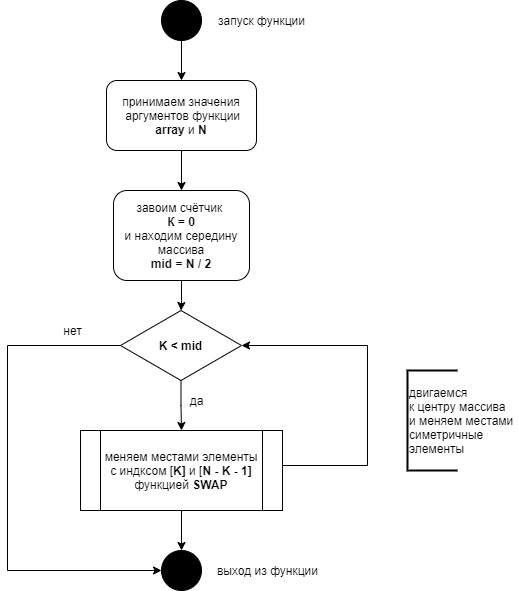 запуск функции
принимаем значения
аргументов функции
array и N
завоим счётчик
K = 0
и находим середину
массива
mid = N / 2
нет
K < mid
да
двигаемся
к центру массива
и меняем местами
симетричные
элементы
меняем местами элементы
с индксом [K] и [N - K - 1]
функцией SWAP
выход из функции